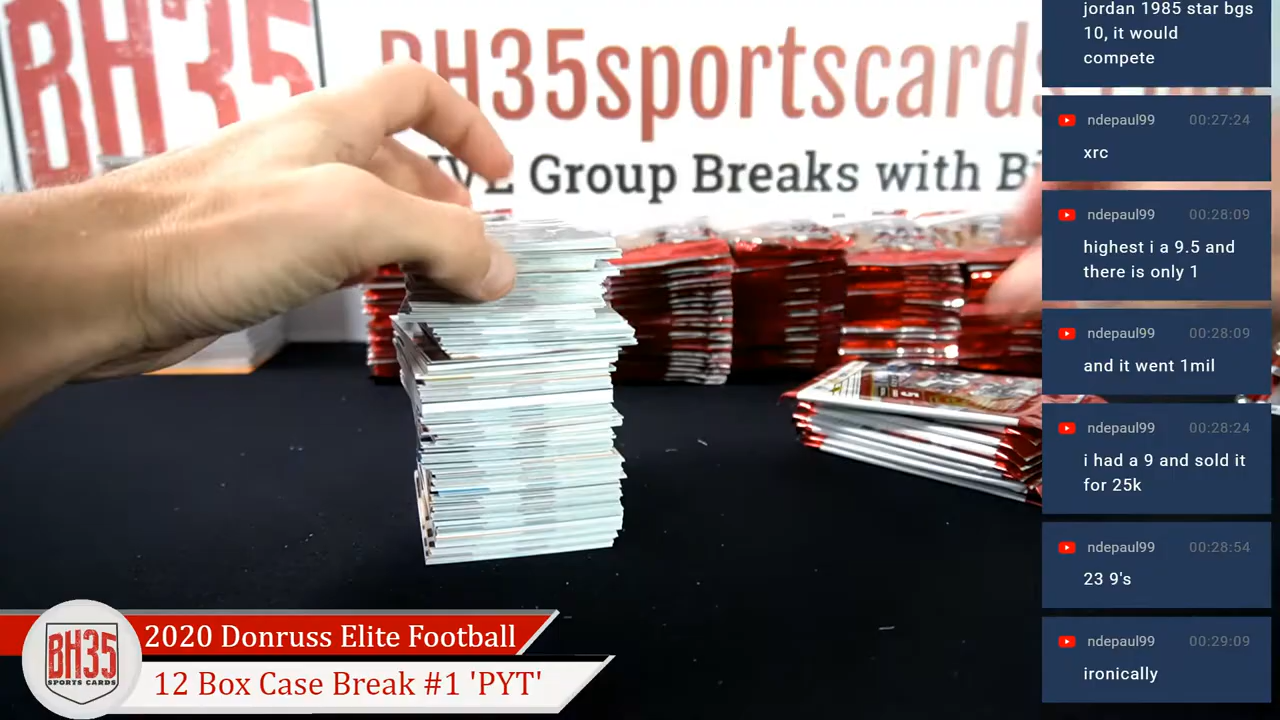 BH35
BH35sportscards
LIVE Group Breaks with
jordan 1985 star bgs
10, it would
compete
ndepaul99 00:27:24
xrc
ndepaul99 00:28:09
highest i a 9.5 and
there is only 1
ndepaul99 00:28:09
and it went 1mil
ndepaul99 00:28:24
i had a 9 and sold it
for 25k
ndepaul99 00:28:54
23 9's
ndepaul99 00:29:09
ironically
BH35
SPORTS CARDS
2020 Donruss Elite Football
12 Box Case Break #1 'PYT'